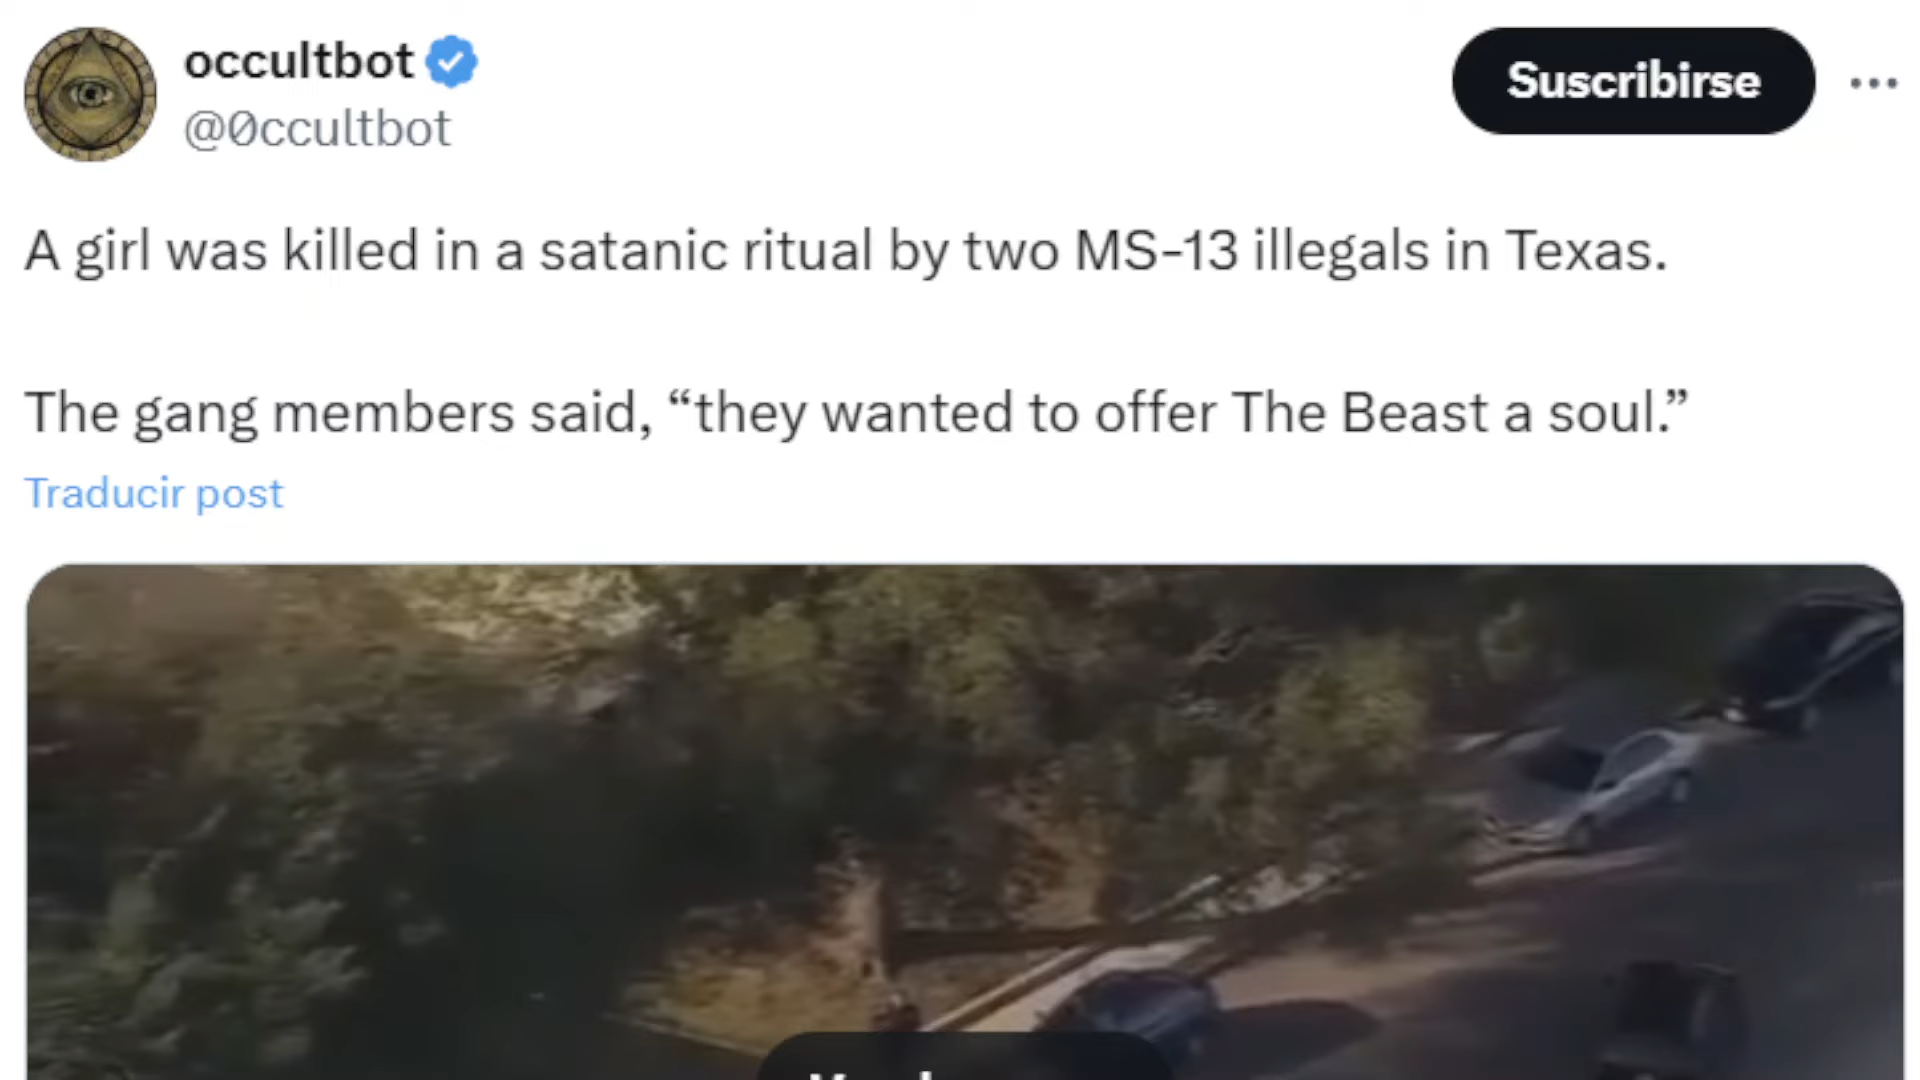 occultbot
@0ccultbot
Suscribirse
A girl was killed in a satanic ritual by two MS-13 illegals in Texas.
The gang members said, “they wanted to offer The Beast a soul.”
Traducir post